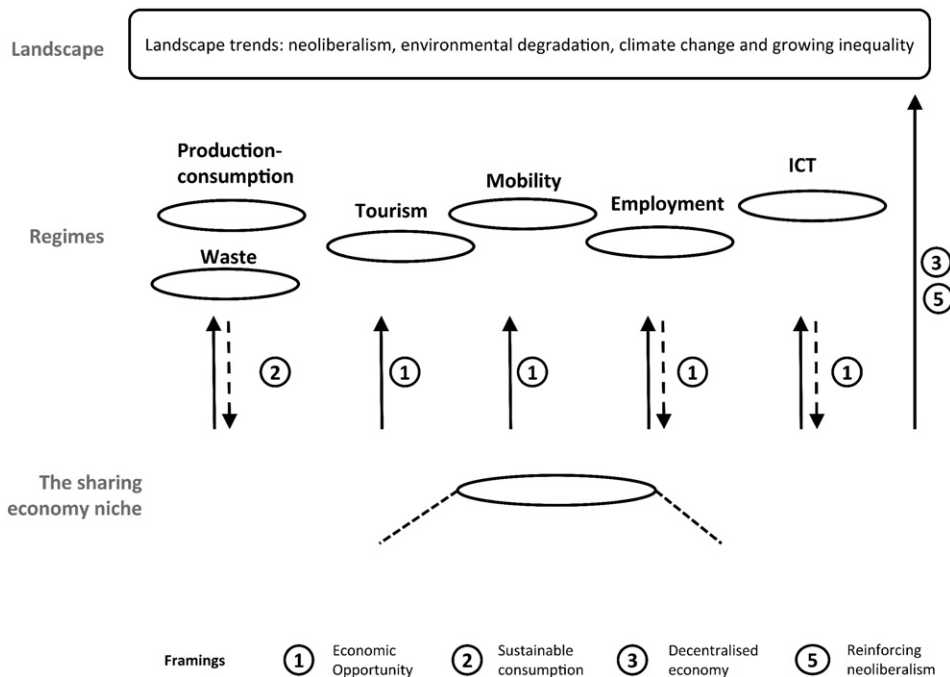 Landscape
Landscape trends: neoliberalism, environmental degradation, climate change and growing inequality
Production-
consumption
ICT
Mobility
Tourism
Employment
Regimes
Waste
3
5
2
1
1
1
1
The sharing
economy niche
Framings
1
Economic
Opportunity
2
Sustainable
consumption
3
Decentralised
economy
5
Reinforcing
neoliberalism